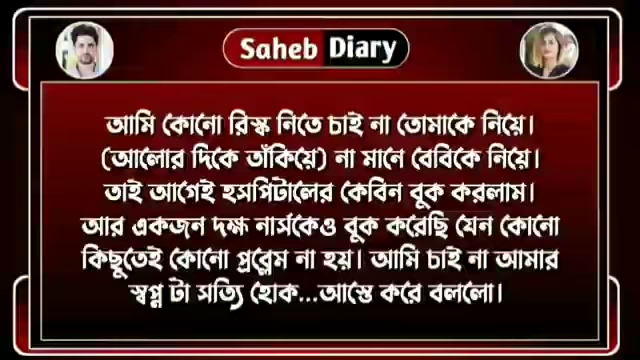 Saheb Diary
আমি কোনো রিস্ক নিতে চাই না তোমাকে নিয়ে।
(আলোর দিকে তাঁকিয়ে) না মানে বেবিকে নিয়ে।
তাই আগেই হসপিটালের কেবিন বুক করলাম।
আর একজন দক্ষ নার্সকেও বুক করেছি যেন কোনো
কিছুতেই কোনো প্রব্লেম না হয়। আমি চাই না আমার
স্বপ্ন টা সত্যি হোক...আস্তে করে বললো।